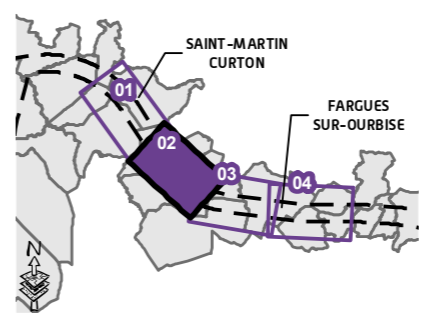 SAINT-MARTIN
CURTON
01
FARGUES
SUR-OURBISE
02
03
04
N